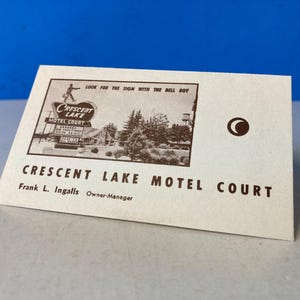 LOOK FOR THE SIGN WITH THE BELL BOY
CRESCENT
LAKE
MOTEL COURT
CRESCENT LAKE MOTEL COURT
Frank L. Ingalls Owner-Manager